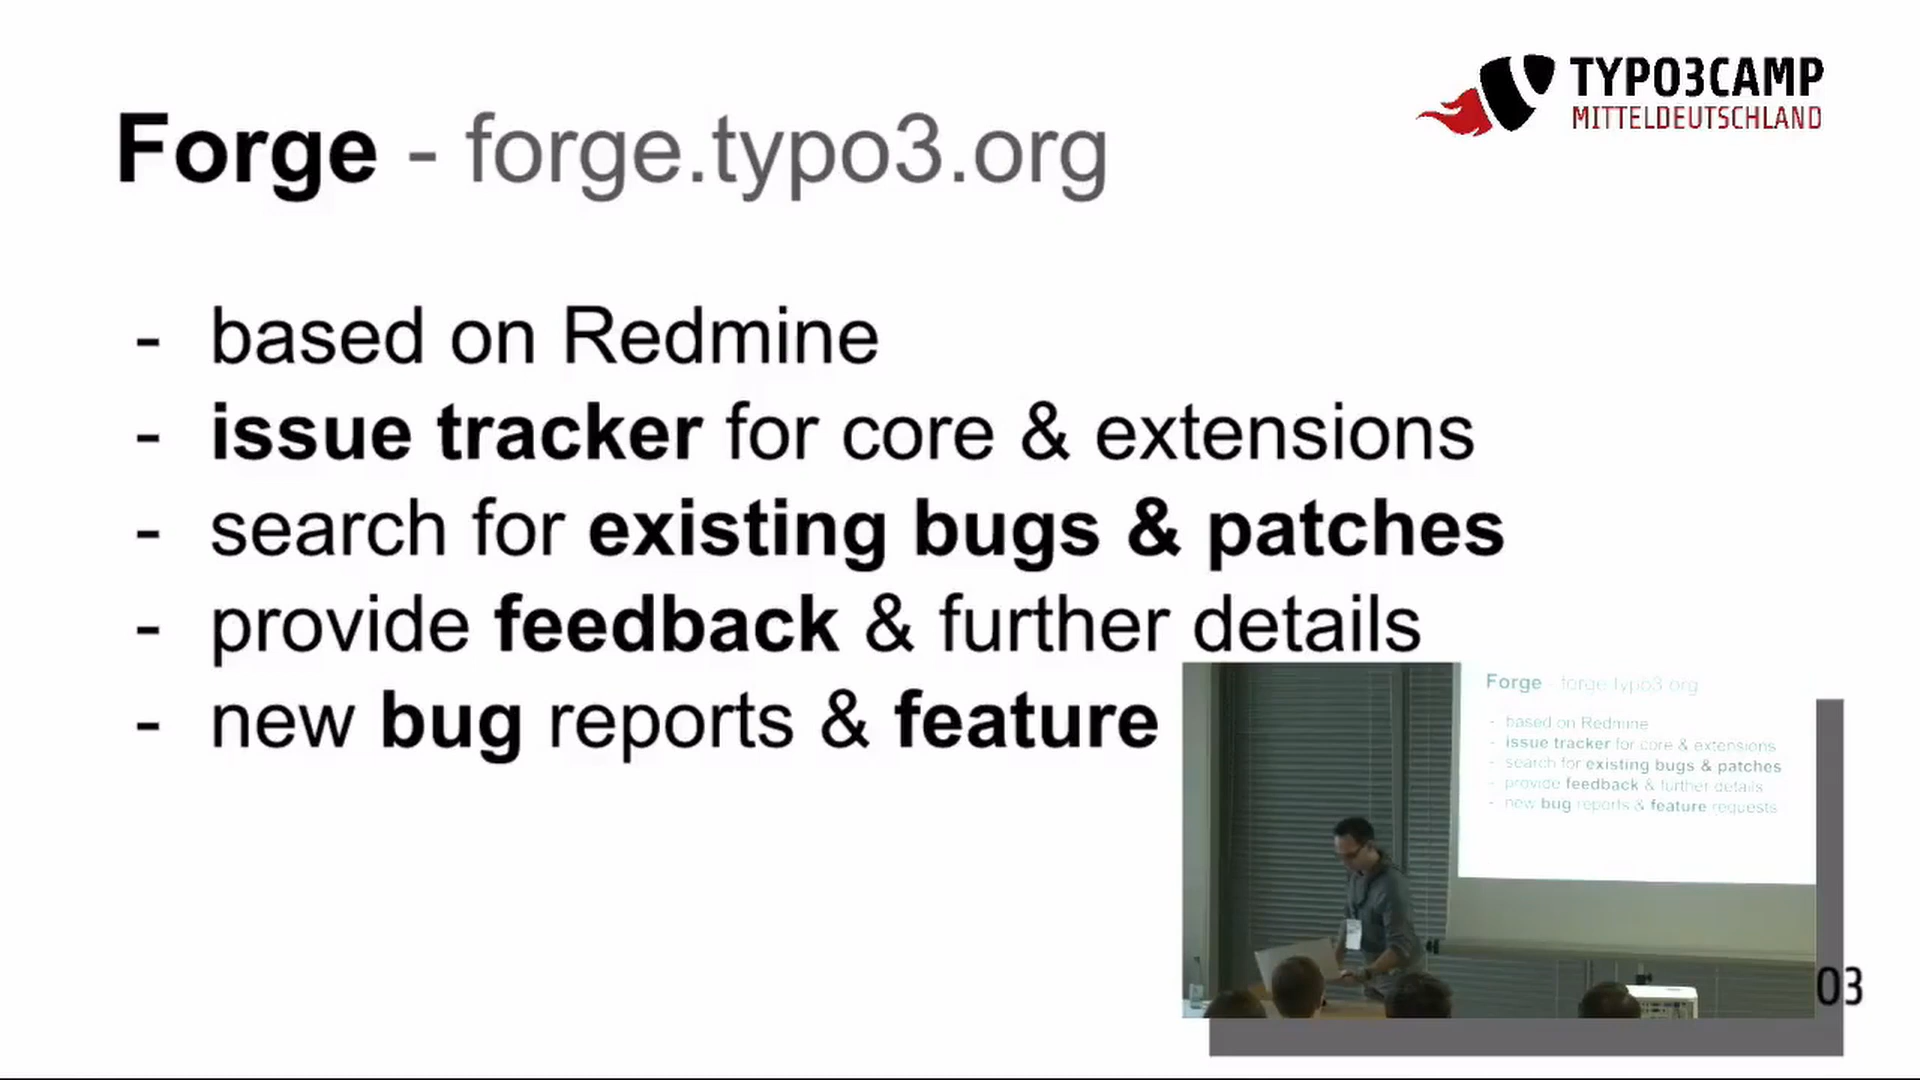 TYPO3CAMP
MITTELDEUTSCHLAND
Forge - forge.typo3.org
- based on Redmine
- issue tracker for core & extensions
- search for existing bugs & patches
- provide feedback & further details
- new bug reports & feature
Forge - forge.typo3.org
- based on Redmine
- issue tracker for core & extensions
- search for existing bugs & patches
- provide feedback & further details
- new bug reports & feature requests
03